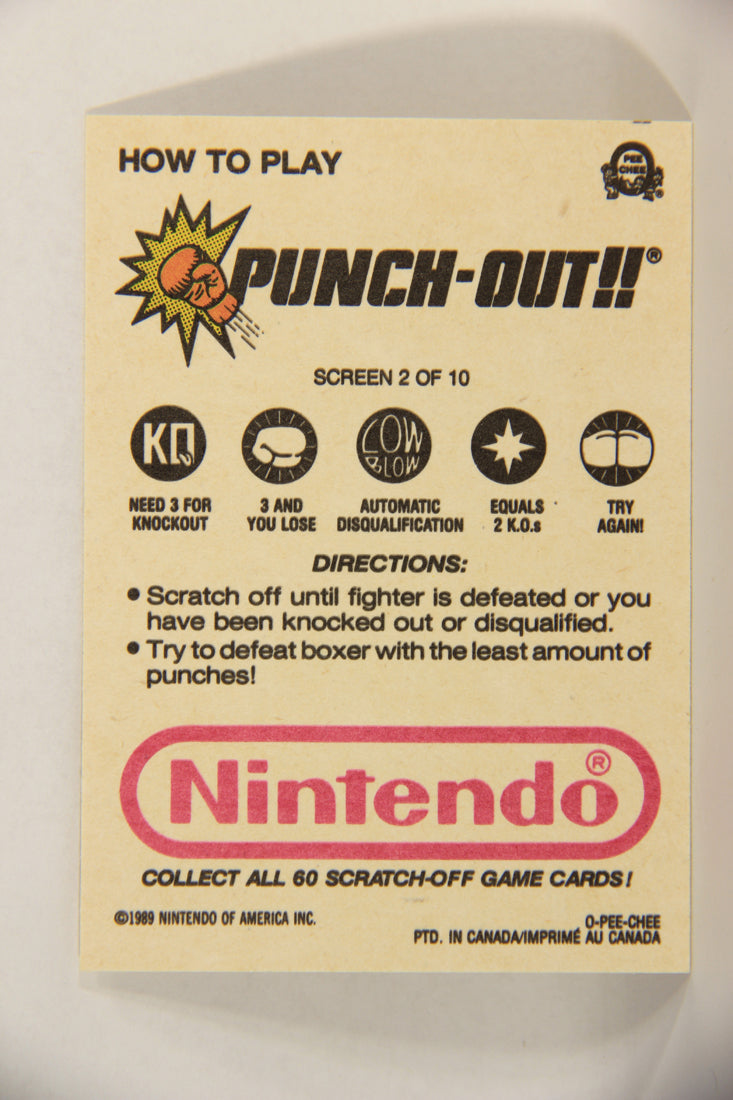 HOW TO PLAY
PEE
CHEE
®
PUNCH-OUT!!®
SCREEN 2 OF 10
KO
LOW
BLOW
NEED 3 FOR
KNOCKOUT
3 AND
YOU LOSE
AUTOMATIC
DISQUALIFICATION
EQUALS
2 K.O.s
TRY
AGAIN!
DIRECTIONS:
• Scratch off until fighter is defeated or you
have been knocked out or disqualified.
• Try to defeat boxer with the least amount of
punches!
Nintendo®
COLLECT ALL 60 SCRATCH-OFF GAME CARDS!
©1989 NINTENDO OF AMERICA INC.
O-PEE-CHEE
PTD. IN CANADA/IMPRIMÉ AU CANADA